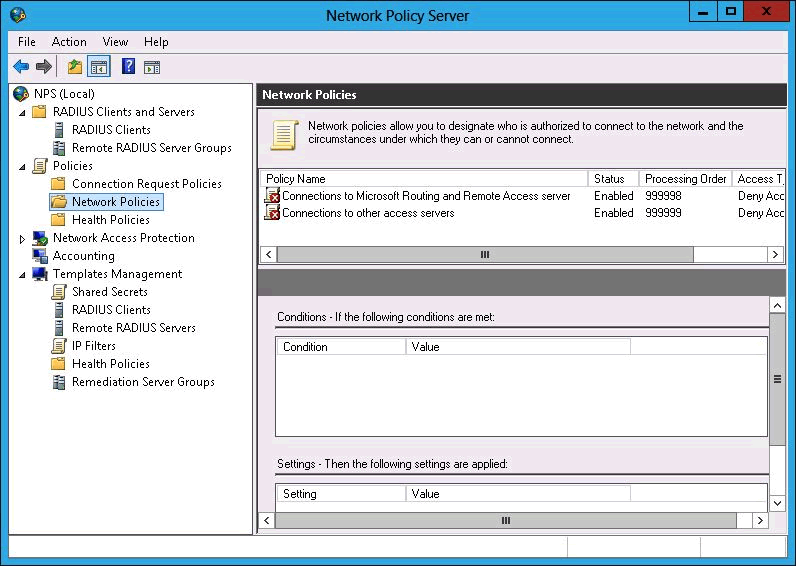 Network Policy Server
File Action View Help
NPS (Local)
RADIUS Clients and Servers
RADIUS Clients
Remote RADIUS Server Groups
Policies
Connection Request Policies
Network Policies
Health Policies
Network Access Protection
Accounting
Templates Management
Shared Secrets
RADIUS Clients
Remote RADIUS Servers
IP Filters
Health Policies
Remediation Server Groups
Network Policies
Network policies allow you to designate who is authorized to connect to the network and the
circumstances under which they can or cannot connect.
Policy Name Status Processing Order Access T
Connections to Microsoft Routing and Remote Access server Enabled 999998 Deny Acc
Connections to other access servers Enabled 999999 Deny Acc
Conditions - If the following conditions are met:
Condition Value
Settings - Then the following settings are applied:
Setting Value